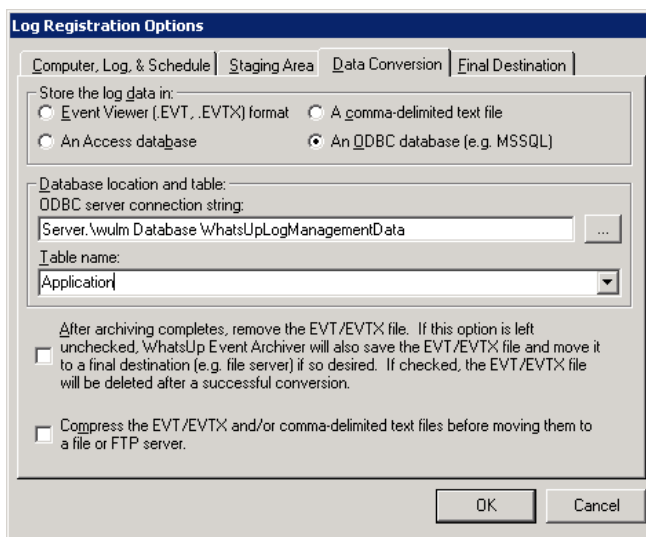 Log Registration Options
Computer, Log, & Schedule
Staging Area
Data Conversion
Final Destination
Store the log data in:
Event Viewer (.EVT, .EVTX) format
A comma-delimited text file
An Access database
An ODBC database (e.g. MSSQL)
Database location and table:
ODBC server connection string:
Server.\wulm Database WhatsUpLogManagementData
...
Table name:
Application
After archiving completes, remove the EVT/EVTX file. If this option is left
unchecked, WhatsUp Event Archiver will also save the EVT/EVTX file and move it
to a final destination (e.g. file server) if so desired. If checked, the EVT/EVTX file
will be deleted after a successful conversion.
Compress the EVT/EVTX and/or comma-delimited text files before moving them to
a file or FTP server.
OK
Cancel